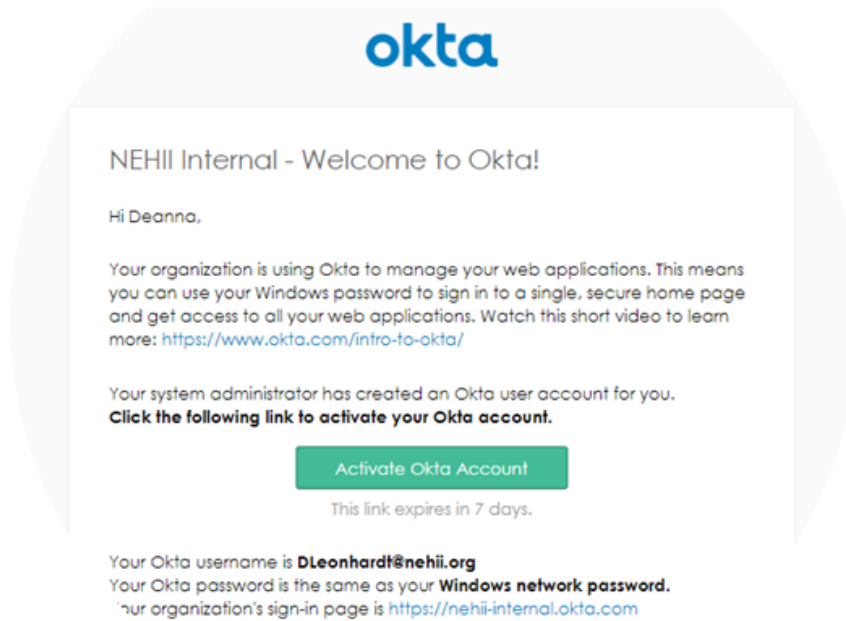 okta
NEHII Internal - Welcome to Okta!
Hi Deanna,
Your organization is using Okta to manage your web applications. This means
you can use your Windows password to sign in to a single, secure home page
and get access to all your web applications. Watch this short video to learn
more: https://www.okta.com/intro-to-okta/
Your system administrator has created an Okta user account for you.
Click the following link to activate your Okta account.
Activate Okta Account
This link expires in 7 days.
Your Okta username is DLeonhardt@nehii.org
Your Okta password is the same as your Windows network password.
our organization's sign-in page is https://nehii-internal.okta.com